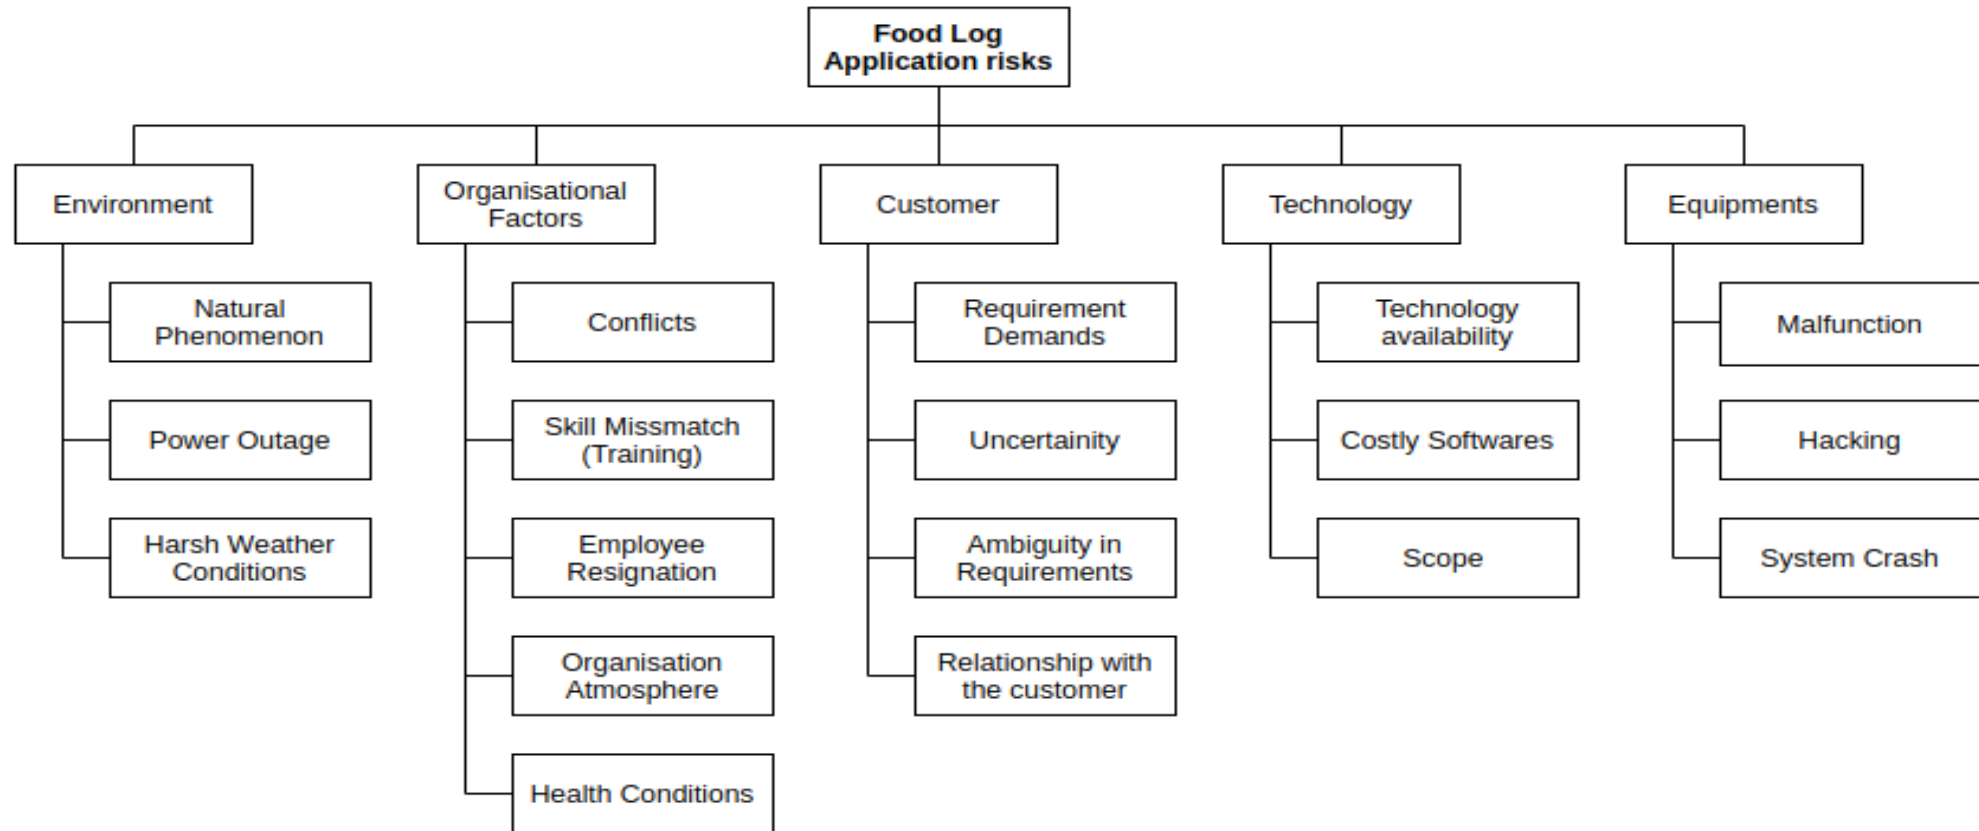 Food Log
Application risks
Environment
Organisational
Factors
Customer
Technology
Equipments
Natural
Phenomenon
Power Outage
Harsh Weather
Conditions
Conflicts
Skill Missmatch
(Training)
Employee
Resignation
Organisation
Atmosphere
Health Conditions
Requirement
Demands
Uncertainity
Ambiguity in
Requirements
Relationship with
the customer
Technology
availability
Costly Softwares
Scope
Malfunction
Hacking
System Crash